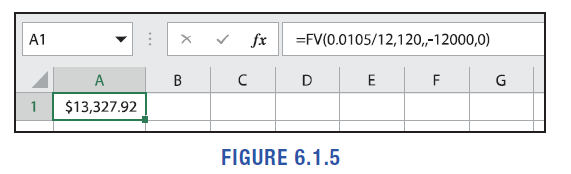 A1 fx =FV(0.0105/12,120,,-12000,0)
A B C D E F G
1 $13,327.92
FIGURE 6.1.5